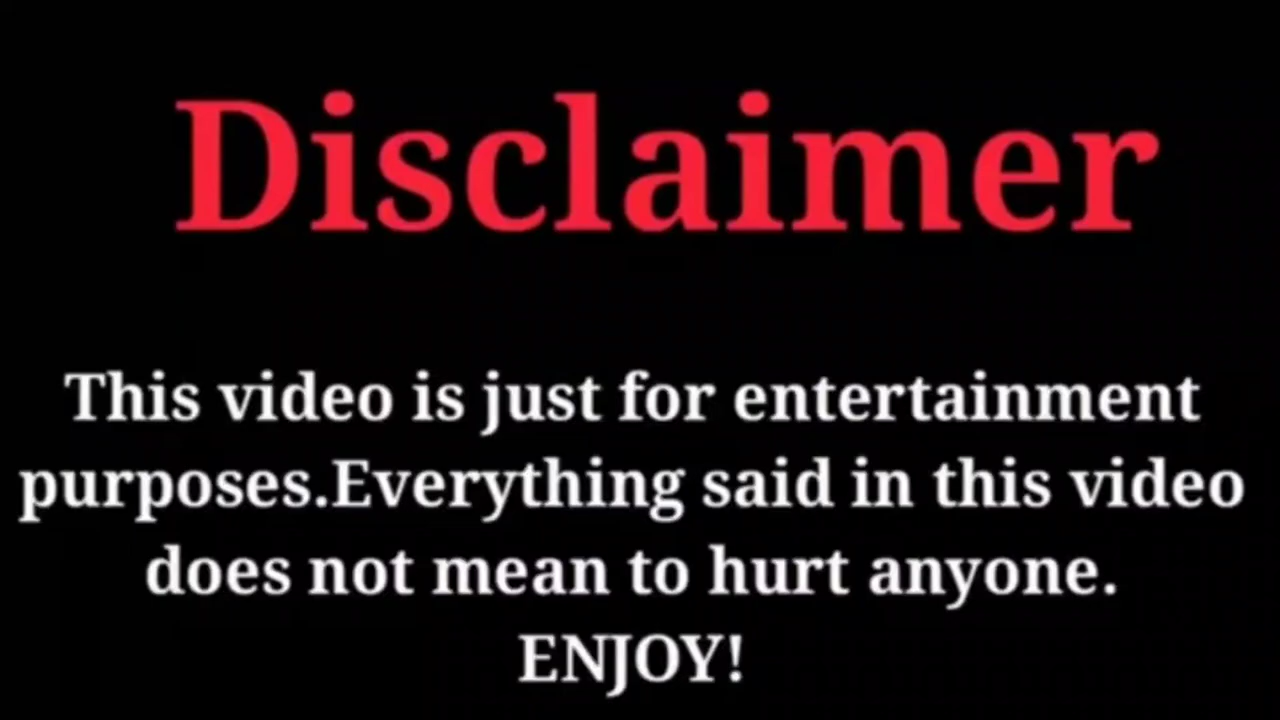 Disclaimer
This video is just for entertainment
purposes.Everything said in this video
does not mean to hurt anyone.
ENJOY!